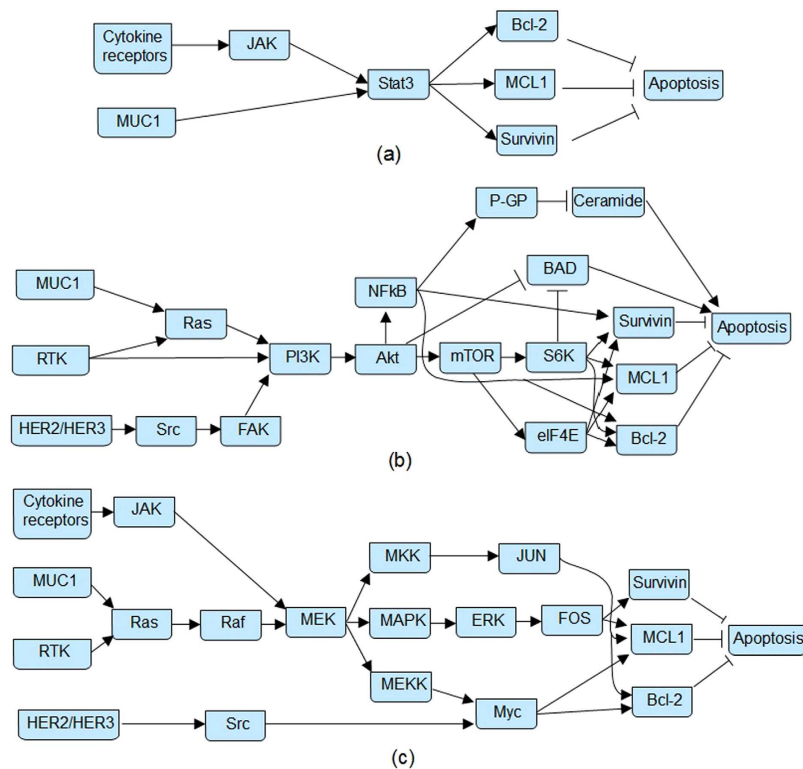 Cytokine
receptors
JAK
MUC1
Stat3
Bcl-2
MCL1
Survivin
Apoptosis
(a)
P-GP
Ceramide
MUC1
NFkB
BAD
Ras
Survivin
Apoptosis
RTK
PI3K
Akt
mTOR
S6K
MCL1
HER2/HER3
Src
FAK
eIF4E
Bcl-2
(b)
Cytokine
receptors
JAK
MKK
JUN
MUC1
Survivin
Ras
Raf
MEK
MAPK
ERK
FOS
MCL1
Apoptosis
RTK
MEKK
Bcl-2
HER2/HER3
Src
Myc
(c)